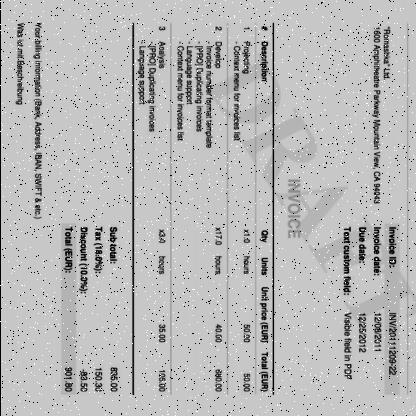 "Romashka" Ltd.
1600 Amphitheatre Parkway Mountain View, CA 94043
Invoice ID: INV/20111209-22
Invoice date: 12/08/2011
Due date: 12/25/2012
Text custom field: Visible field in PDF
INVOICE
# Description Qty Units Unit price (EUR) Total (EUR)
1 Projecting x1.0 hours 50.00 50.00
- Context menu for invoices list
2 Develop x17.0 hours 40.00 680.00
- Invoice number format template
- [PRO] Duplicating invoices
- Language support
- Context menu for invoices list
3 Analysis x3.0 hours 35.00 105.00
- [PRO] Duplicating invoices
- Language support
Sub total: 835.00
Tax (18.0%): 150.30
Discount (10.0%): -83.50
Total (EUR): 901.80
Your billing information (Bank, Address, IBAN, SWIFT & etc.)
Was ist mit Beschreibung